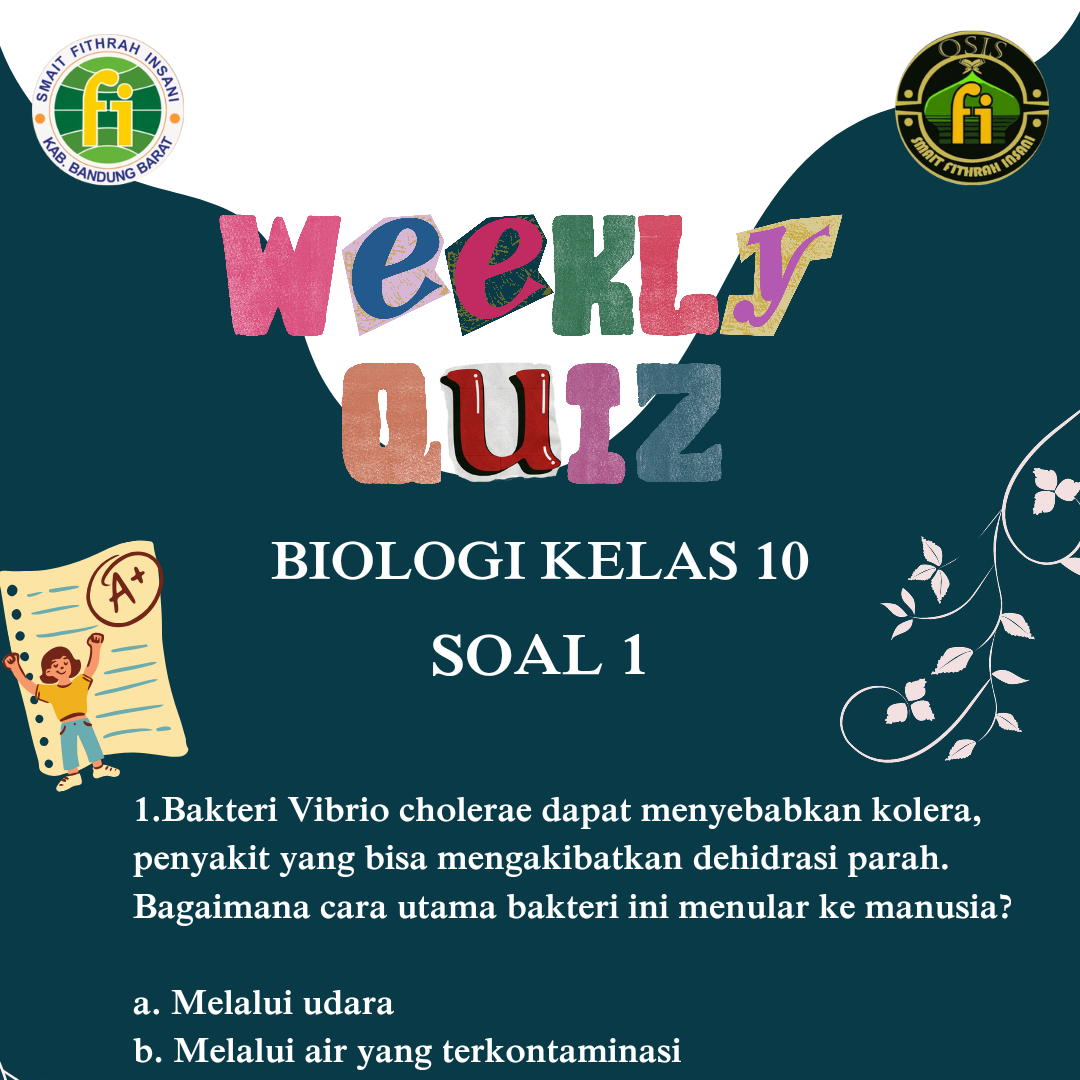 SMAIT FITHRAH INSANI
KAB. BANDUNG BARAT
fi
OSIS
fi
SMAIT FITHRAH INSANI
WeeKLy
QuIZ
BIOLOGI KELAS 10
SOAL 1
A+
1.Bakteri Vibrio cholerae dapat menyebabkan kolera,
penyakit yang bisa mengakibatkan dehidrasi parah.
Bagaimana cara utama bakteri ini menular ke manusia?
a. Melalui udara
b. Melalui air yang terkontaminasi